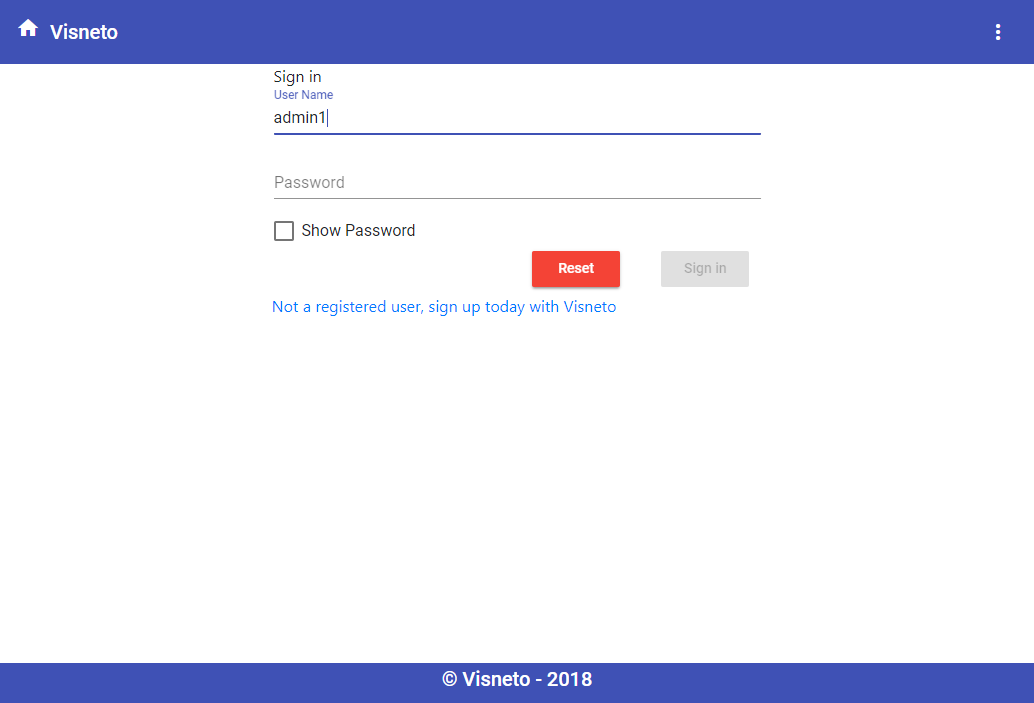 Visneto
Sign in
User Name
admin1
Password
Show Password
Reset Sign in
Not a registered user, sign up today with Visneto
© Visneto - 2018